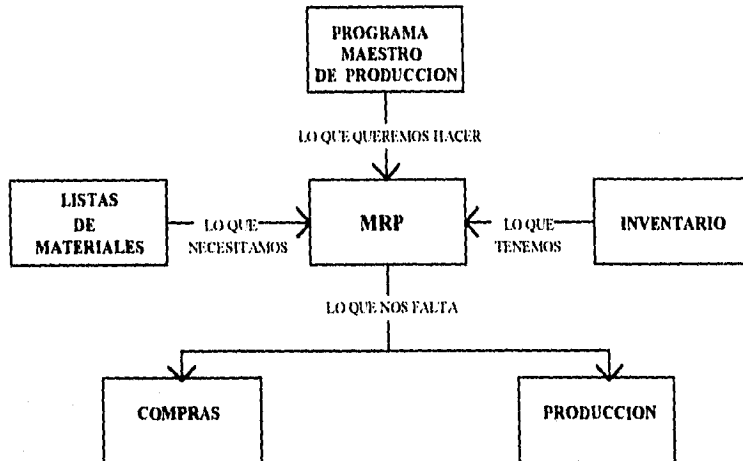 PROGRAMA
MAESTRO
DE PRODUCCION
LO QUE QUEREMOS HACER
LISTAS
DE
MATERIALES
LO QUE
NECESITAMOS
MRP
LO QUE
TENEMOS
INVENTARIO
LO QUE NOS FALTA
COMPRAS
PRODUCCION